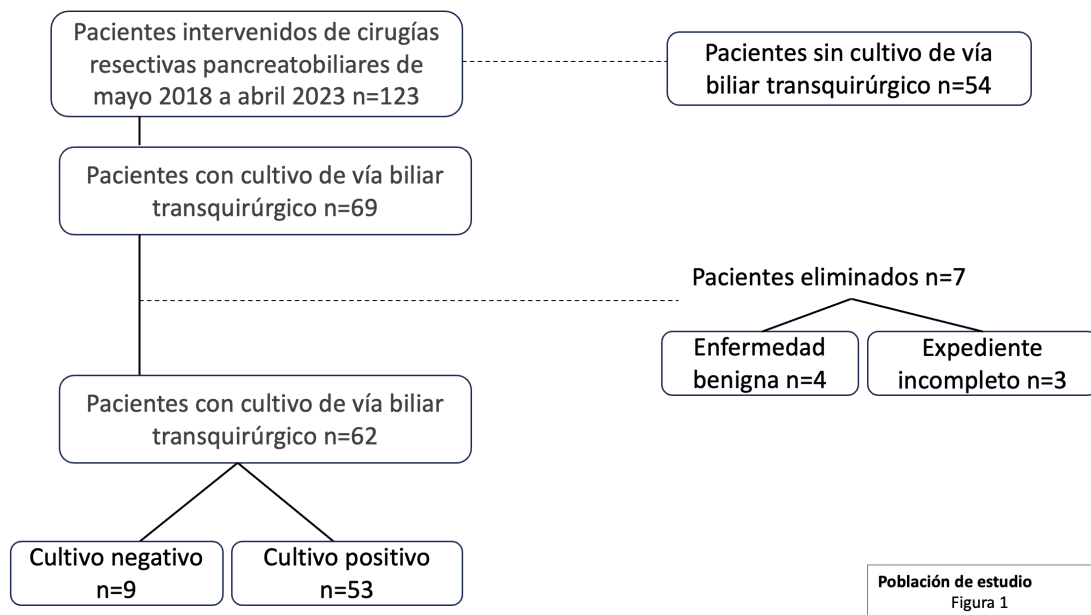 Pacientes intervenidos de cirugías
resectivas pancreatobiliares de
mayo 2018 a abril 2023 n=123
Pacientes sin cultivo de vía
biliar transquirúrgico n=54
Pacientes con cultivo de vía biliar
transquirúrgico n=69
Pacientes eliminados n=7
Enfermedad
benigna n=4
Expediente
incompleto n=3
Pacientes con cultivo de vía biliar
transquirúrgico n=62
Cultivo negativo
n=9
Cultivo positivo
n=53
Población de estudio
Figura 1